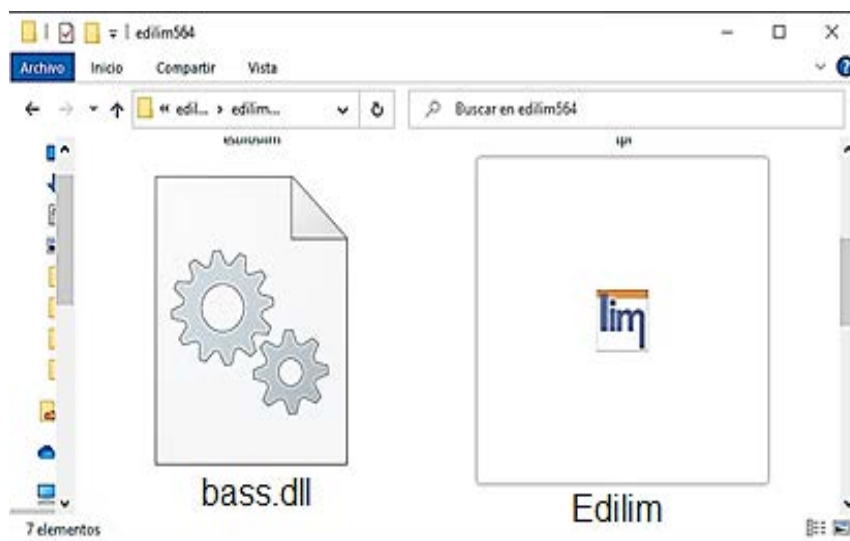 edilim564
Archivo Inicio Compartir Vista
« edil... › edilim...
Buscar en edilim564
lim
bass.dll
Edilim
7 elementos